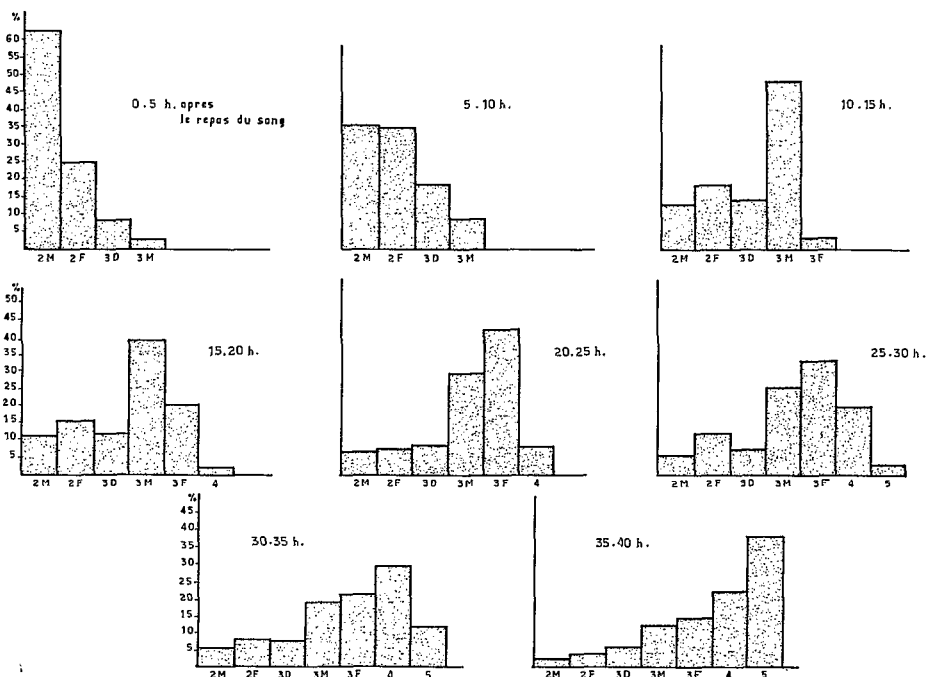 %
60
55
50
45
40
35
30
25
20
15
10
5
0.5 h. apres
le repas du sang
2M 2F 3D 3M
5.10 h.
2M 2F 3D 3M
10.15 h.
2M 2F 3D 3M 3F
%
50
45
40
35
30
25
20
15
10
5
15.20 h.
2M 2F 3D 3M 3F 4
20.25 h.
2M 2F 3D 3M 3F 4
25.30 h.
2M 2F 3D 3M 3F 4 5
%
45
40
35
30
25
20
15
10
5
30.35 h.
2M 2F 3D 3M 3F 4 5
35.40 h.
2M 2F 3D 3M 3F 4 5